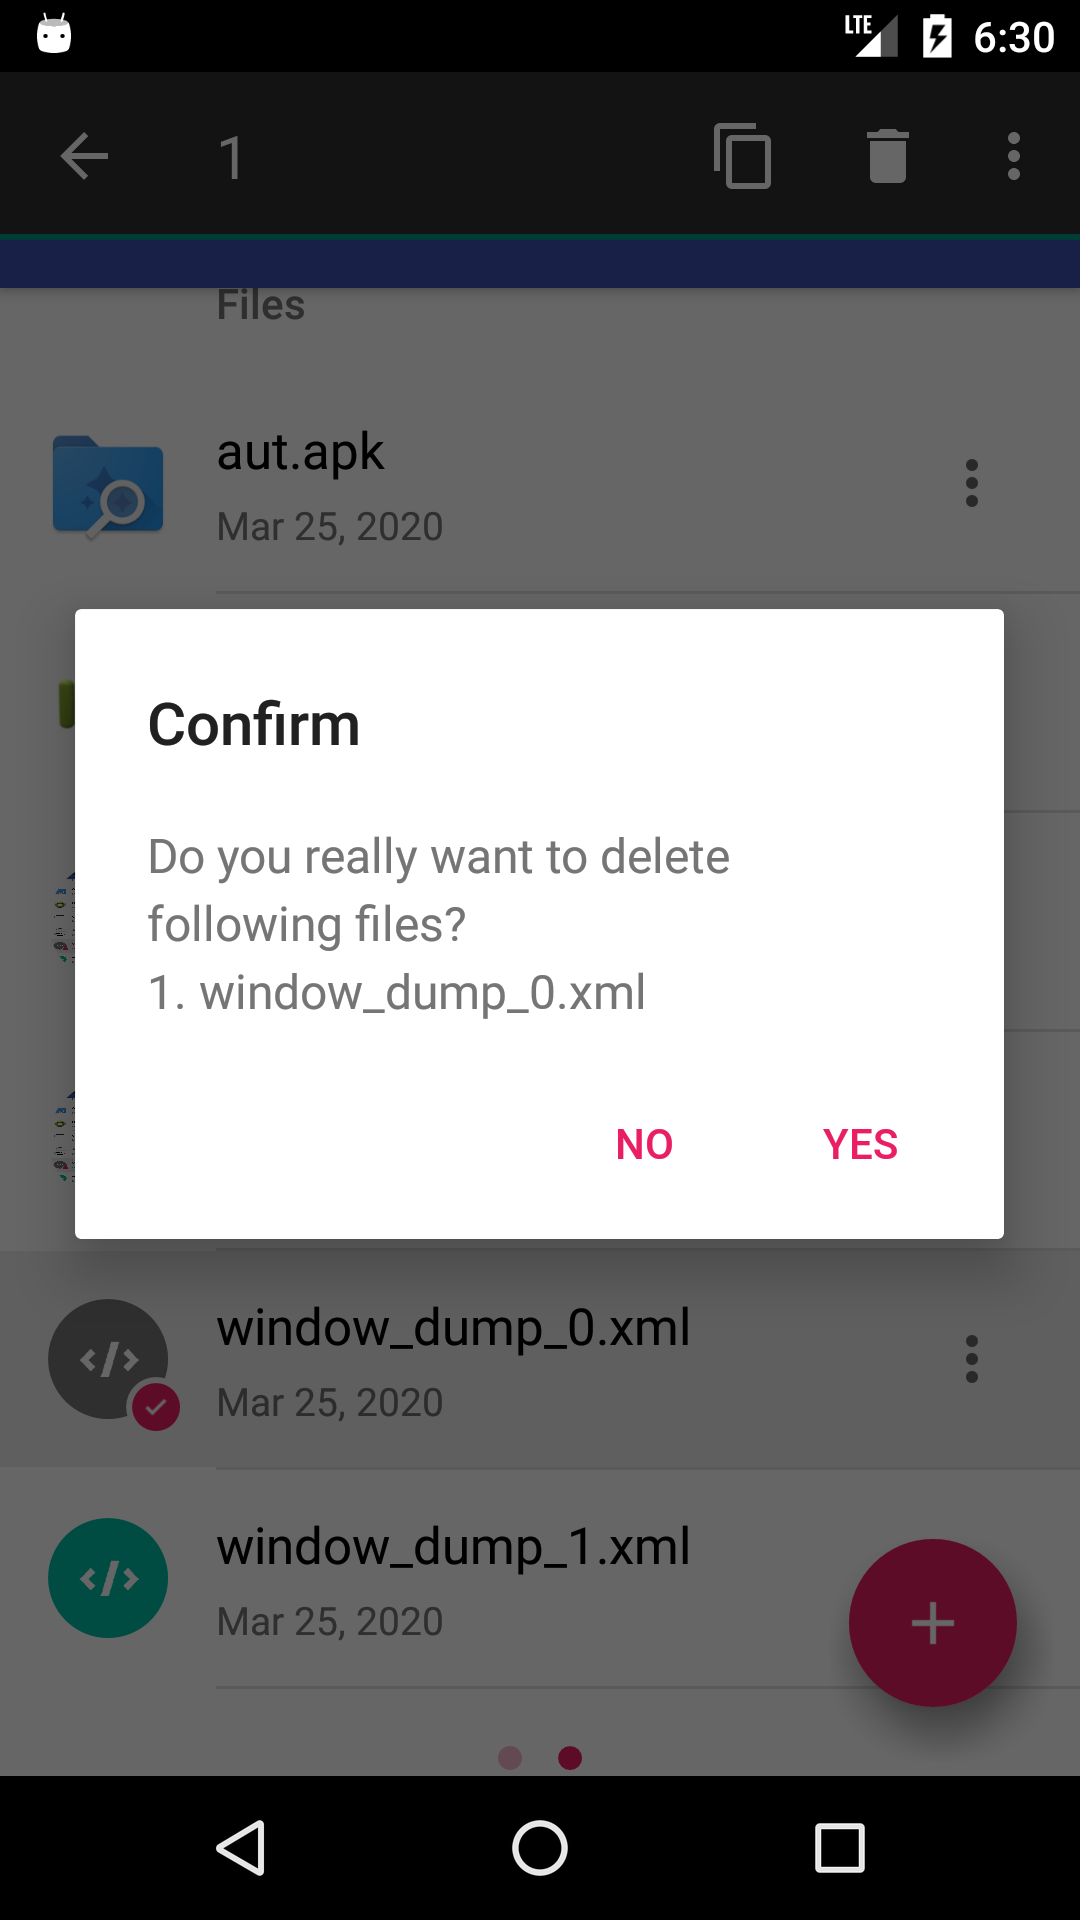 LTE 6:30
1
Files
aut.apk
Mar 25, 2020
Confirm
Do you really want to delete
following files?
1. window_dump_0.xml
NO YES
window_dump_0.xml
Mar 25, 2020
window_dump_1.xml
Mar 25, 2020